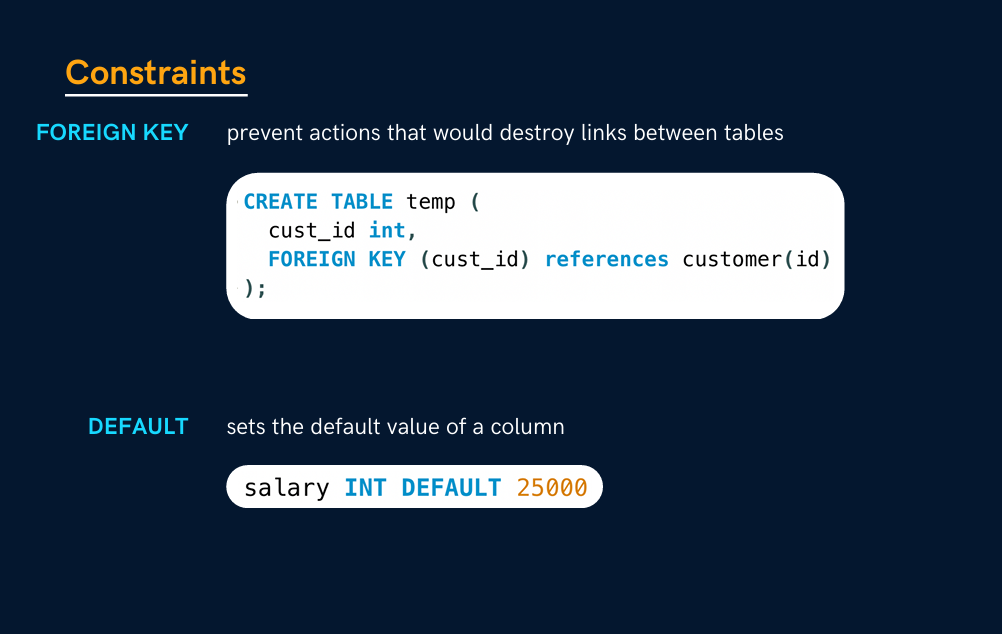 Constraints
FOREIGN KEY prevent actions that would destroy links between tables
CREATE TABLE temp (
cust_id int,
FOREIGN KEY (cust_id) references customer(id)
);
DEFAULT sets the default value of a column
salary INT DEFAULT 25000